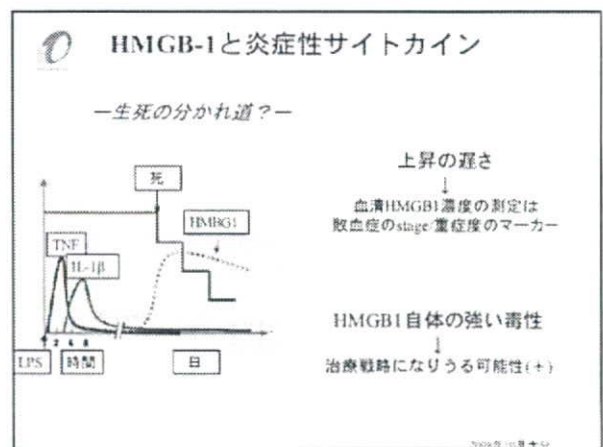 HMGB-1と炎症性サイトカイン
―生死の分かれ道？―
死
HMBG1
TNF
IL-1β
2 4 8
LPS
時間
日
上昇の遅さ
↓
血清HMGB1濃度の測定は
敗血症のstage/重症度のマーカー
HMGB1自体の強い毒性
↓
治療戦略になりうる可能性(+)